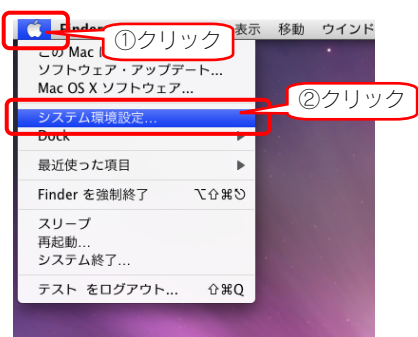 Finder 表示 移動 ウインド
①クリック
この Mac に
ソフトウェア・アップデート...
Mac OS X ソフトウェア...
②クリック
システム環境設定...
Dock ▶
最近使った項目 ▶
Finder を強制終了 ⌥⇧⌘⎋
スリープ
再起動...
システム終了...
テスト をログアウト... ⇧⌘Q